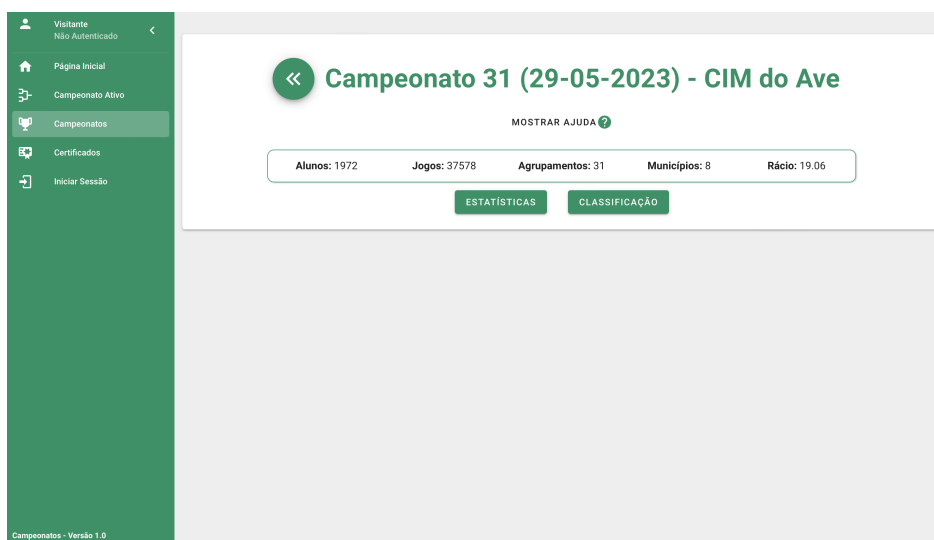 Visitante
Não Autenticado
Página Inicial
Campeonato Ativo
Campeonatos
Certificados
Iniciar Sessão
Campeonatos - Versão 1.0
Campeonato 31 (29-05-2023) - CIM do Ave
MOSTRAR AJUDA ?
Alunos: 1972 Jogos: 37578 Agrupamentos: 31 Municípios: 8 Rácio: 19.06
ESTATÍSTICAS CLASSIFICAÇÃO